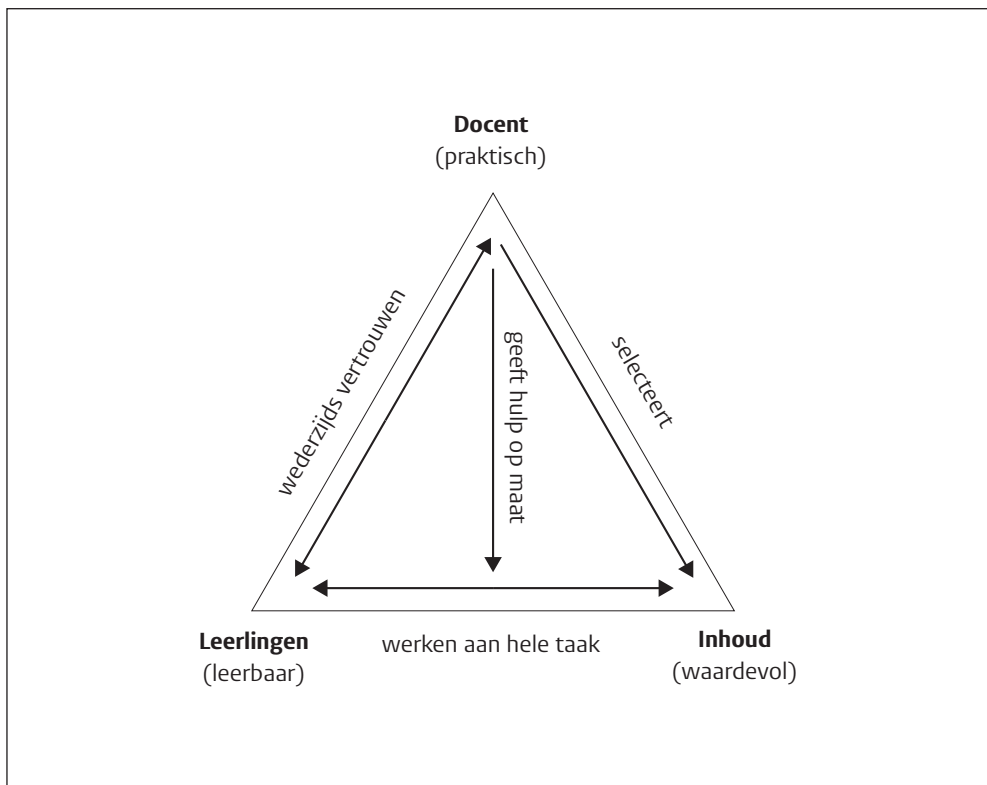 Docent
(praktisch)
wederzijds vertrouwen
geeft hulp op maat
selecteert
Leerlingen
(leerbaar)
werken aan hele taak
Inhoud
(waardevol)